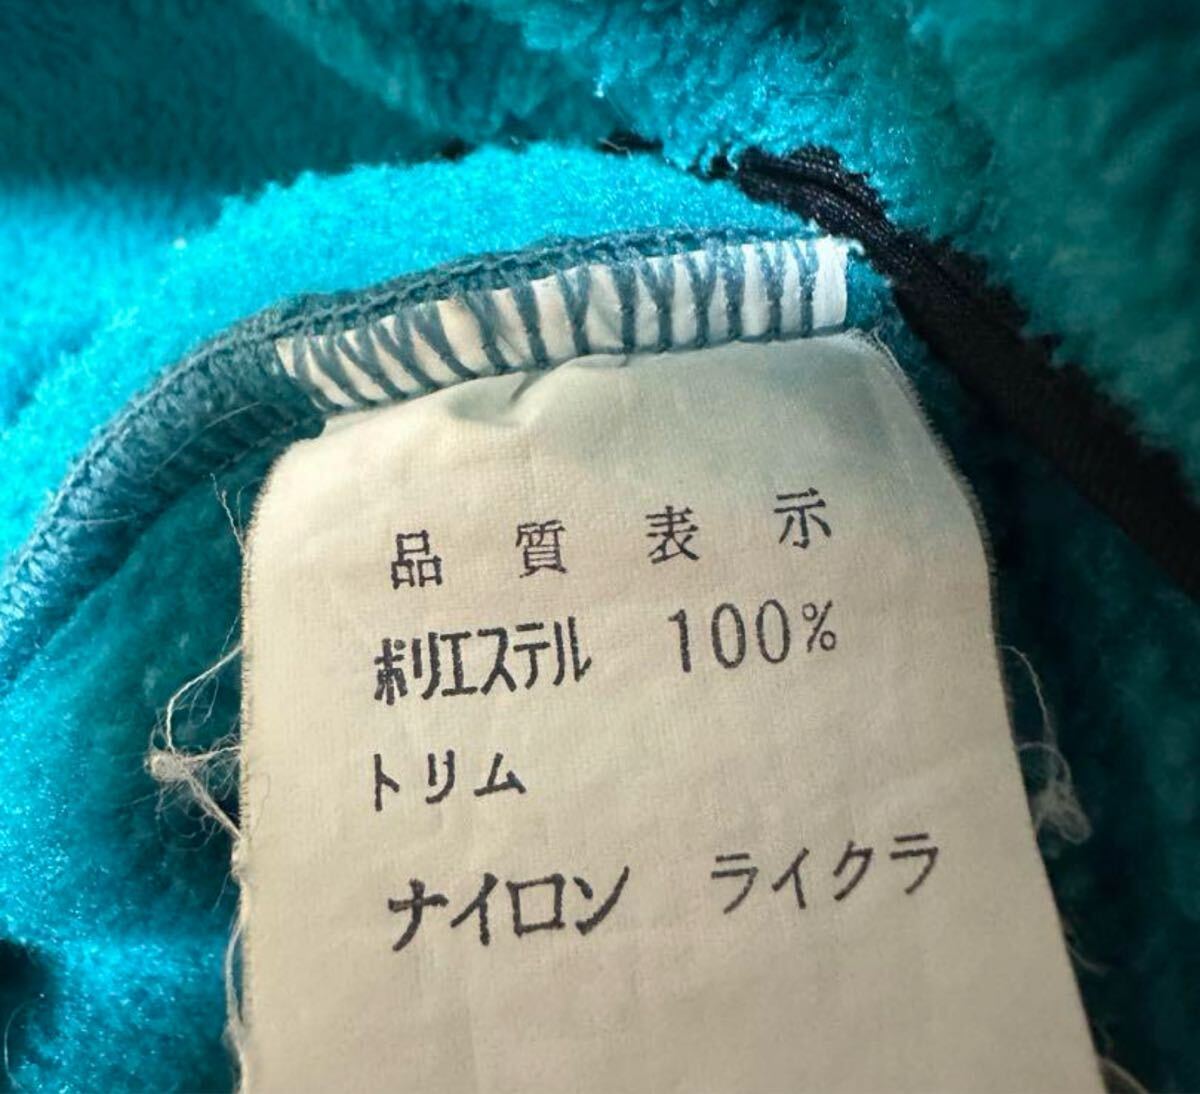 品質表示
ポリエステル 100%
トリム
ナイロン ライクラ